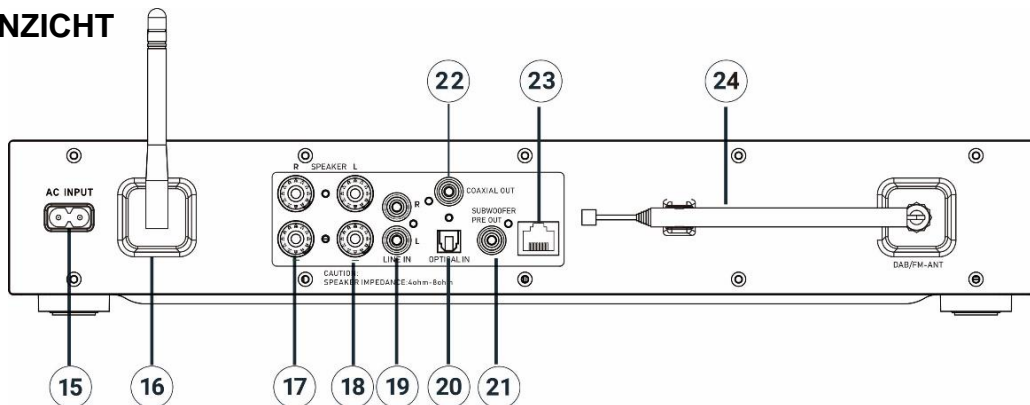 NZICHT
22 23 24
R SPEAKER L
AC INPUT
COAXIAL OUT
R
SUBWOOFER
PRE OUT
L
LINE IN OPTICAL IN
DAB/FM-ANT
CAUTION:
SPEAKER IMPEDANCE:4ohm-8ohm
15 16 17 18 19 20 21